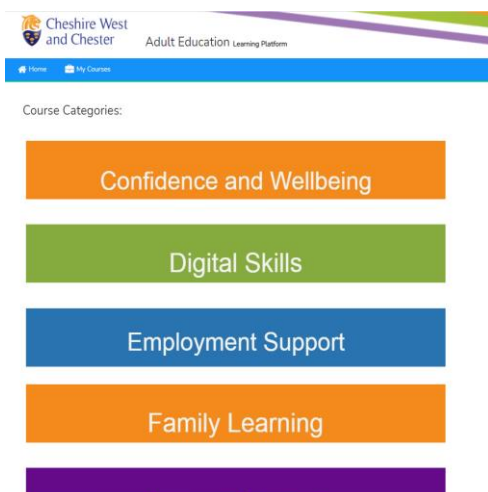 Cheshire West
and Chester
Adult Education Learning Platform
Home My Courses
Course Categories:
Confidence and Wellbeing
Digital Skills
Employment Support
Family Learning